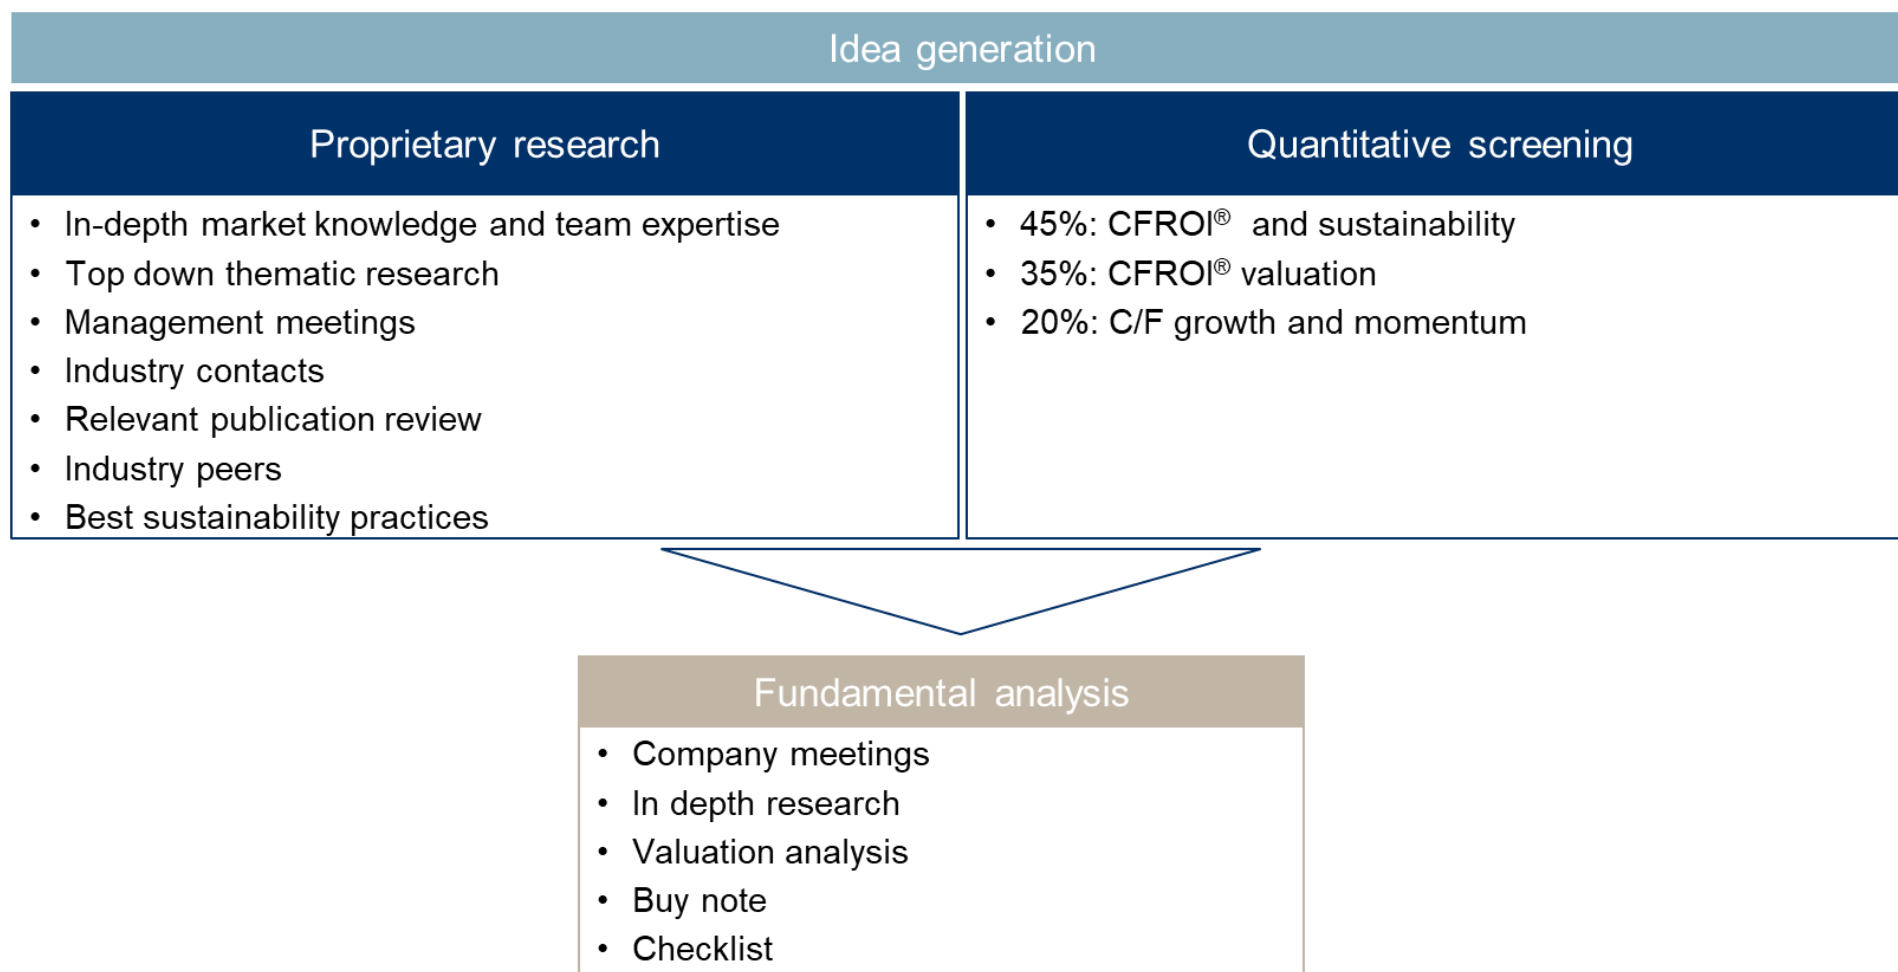 Idea generation
Proprietary research
• In-depth market knowledge and team expertise
• Top down thematic research
• Management meetings
• Industry contacts
• Relevant publication review
• Industry peers
• Best sustainability practices
Quantitative screening
• 45%: CFROI® and sustainability
• 35%: CFROI® valuation
• 20%: C/F growth and momentum
Fundamental analysis
• Company meetings
• In depth research
• Valuation analysis
• Buy note
• Checklist